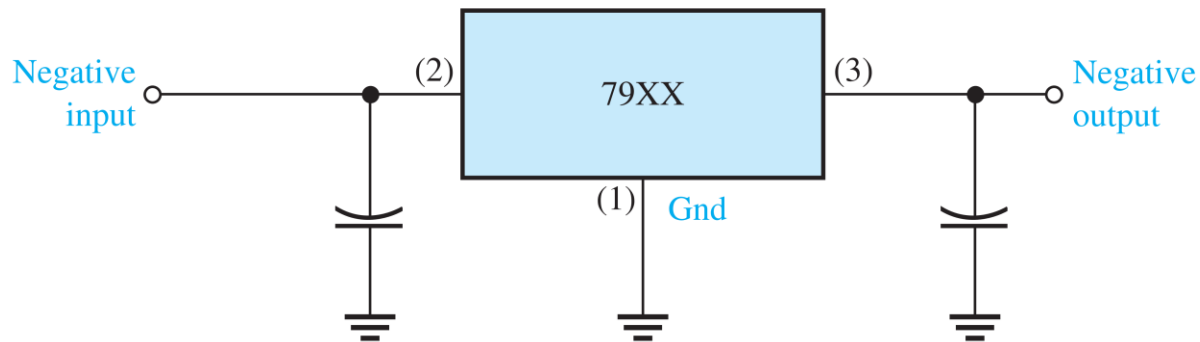 Negative
input
(2)
79XX
(3)
Negative
output
(1)
Gnd